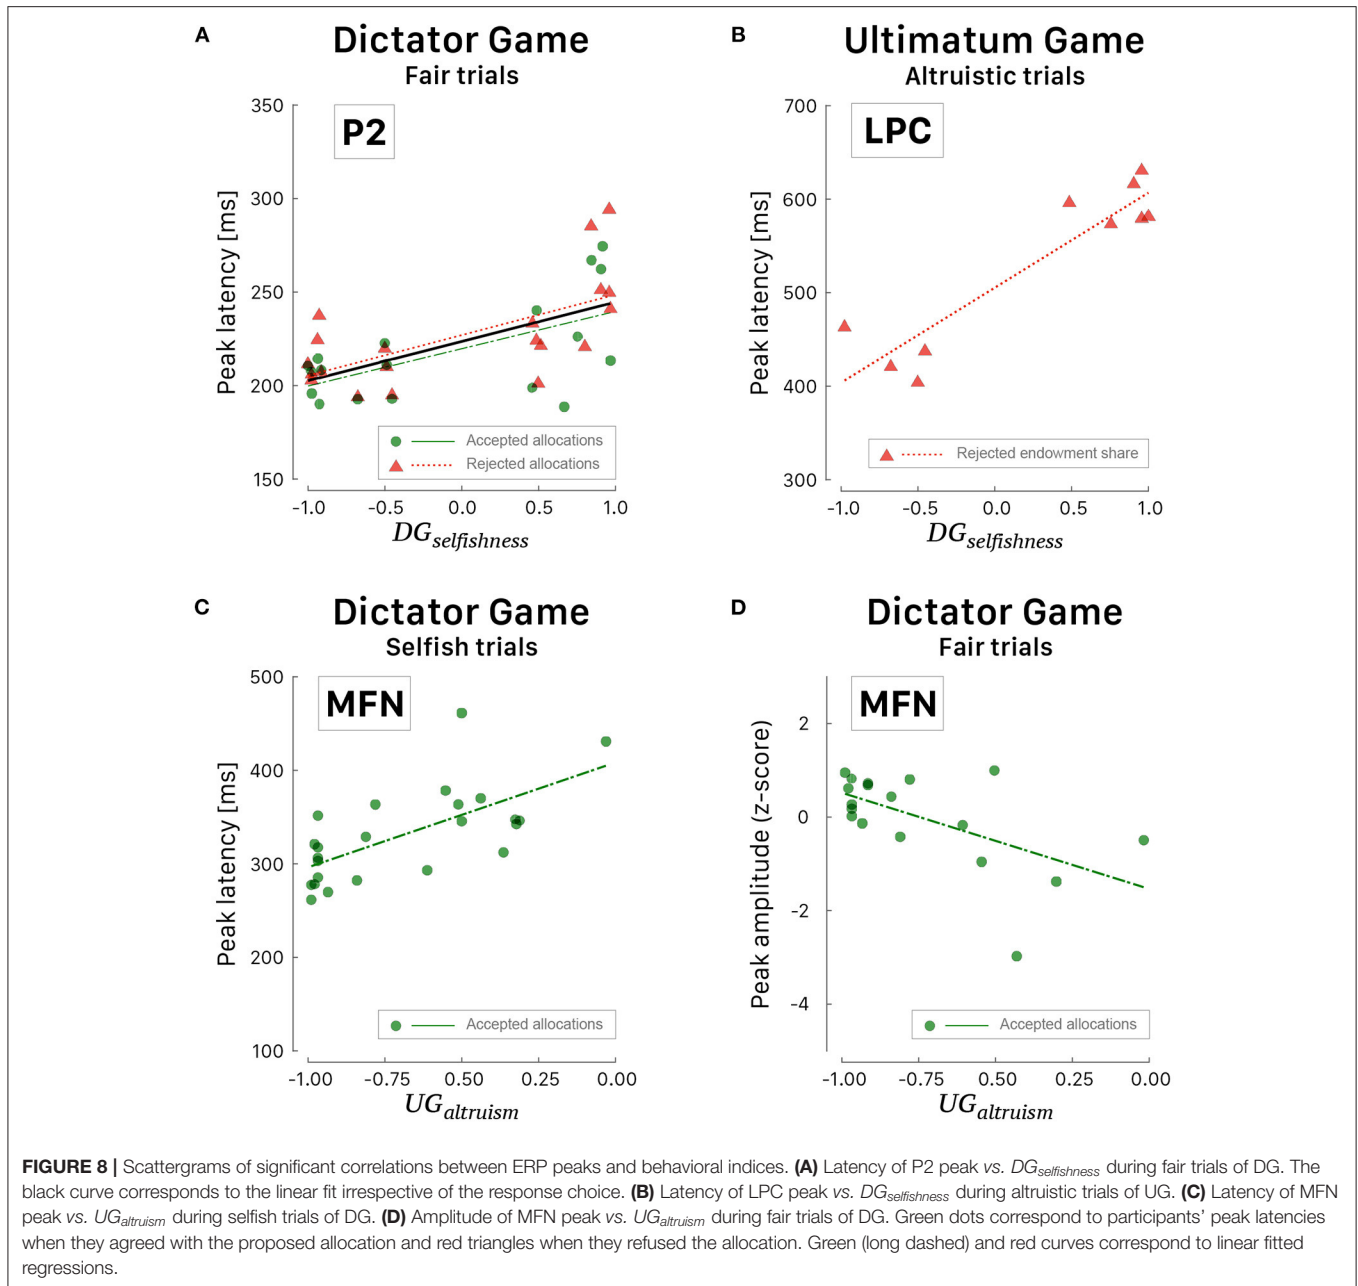 A
Dictator Game
Fair trials
P2
Peak latency [ms]
350
300
250
200
150
Accepted allocations
Rejected allocations
-1.0 -0.5 0.0 0.5 1.0
DGselfishness
B
Ultimatum Game
Altruistic trials
LPC
Peak latency [ms]
700
600
500
400
300
Rejected endowment share
-1.0 -0.5 0.0 0.5 1.0
DGselfishness
C
Dictator Game
Selfish trials
MFN
Peak latency [ms]
500
400
300
200
100
Accepted allocations
-1.00 -0.75 0.50 0.25 0.00
UGaltruism
D
Dictator Game
Fair trials
MFN
Peak amplitude (z-score)
2
0
-2
-4
Accepted allocations
-1.00 -0.75 0.50 0.25 0.00
UGaltruism
FIGURE 8 | Scattergrams of significant correlations between ERP peaks and behavioral indices. (A) Latency of P2 peak vs. DGselfishness during fair trials of DG. The
black curve corresponds to the linear fit irrespective of the response choice. (B) Latency of LPC peak vs. DGselfishness during altruistic trials of UG. (C) Latency of MFN
peak vs. UGaltruism during selfish trials of DG. (D) Amplitude of MFN peak vs. UGaltruism during fair trials of DG. Green dots correspond to participants' peak latencies
when they agreed with the proposed allocation and red triangles when they refused the allocation. Green (long dashed) and red curves correspond to linear fitted
regressions.